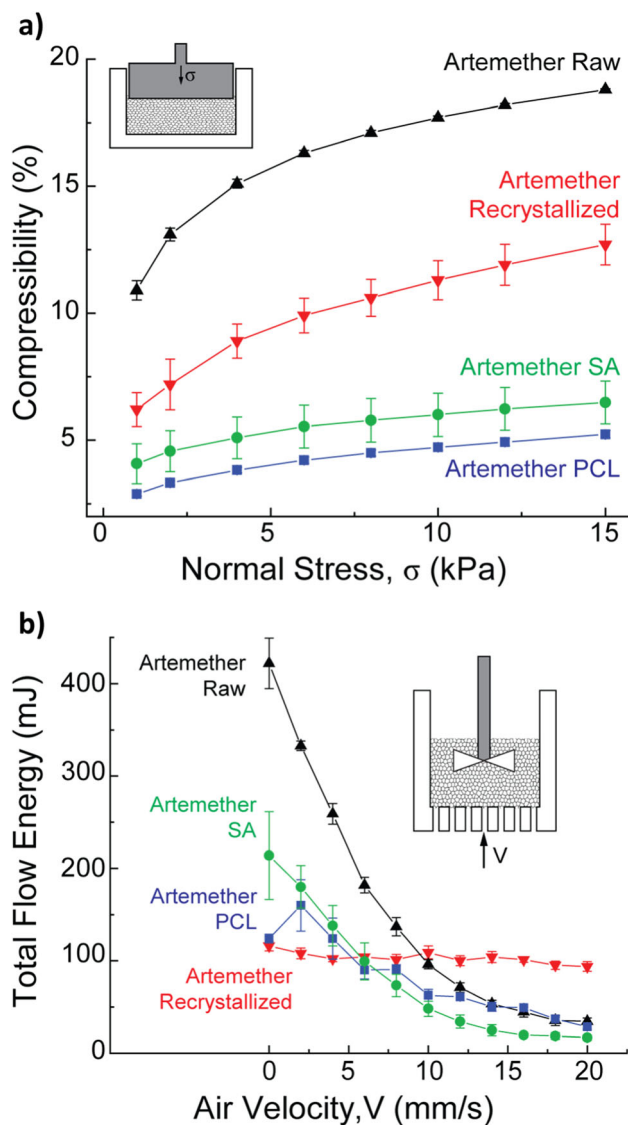 a)
σ
20
15
10
5
Compressibility (%)
Artemether Raw
Artemether
Recrystallized
Artemether SA
Artemether PCL
0
5
10
15
Normal Stress, σ (kPa)
b)
400
300
200
100
0
Total Flow Energy (mJ)
Artemether
Raw
Artemether
SA
Artemether
PCL
Artemether
Recrystallized
V
0
5
10
15
20
Air Velocity,V (mm/s)